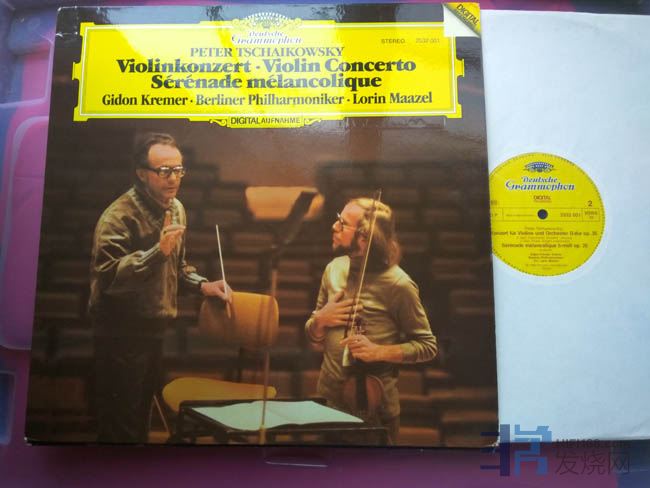 DIGITAL
Deutsche
Grammophon
STEREO 2532 001
PETER TSCHAIKOWSKY
Violinkonzert · Violin Concerto
Sérénade mélancolique
Gidon Kremer · Berliner Philharmoniker · Lorin Maazel
DIGITALAUFNAHME
Deutsche
Grammophon
DIGITAL
2
2532 001
Konzert für Violine und Orchester D-dur op. 35
Sérénade mélancolique b-moll op. 26
发烧网